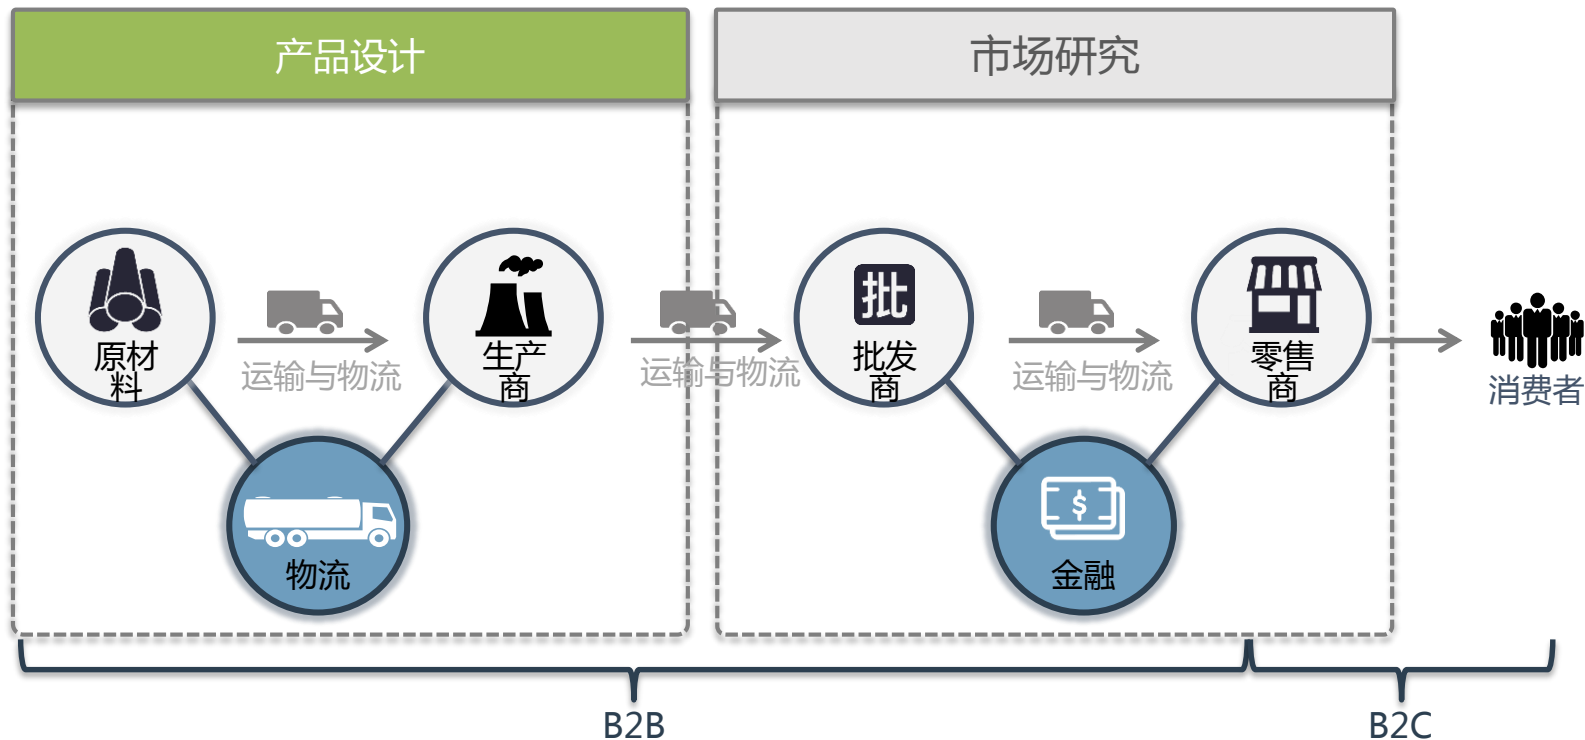 产品设计
市场研究
原材
料
运输与物流
生产
商
运输与物流
批
批发
商
运输与物流
零售
商
消费者
物流
$
金融
B2B
B2C